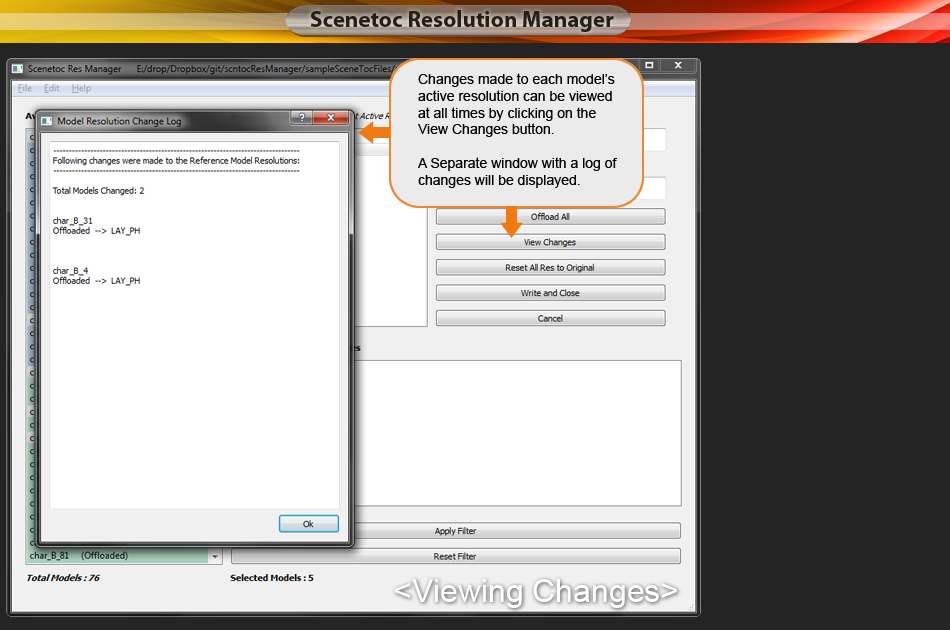 Scenetoc Resolution Manager
Scenetoc Res Manager E:/drop/Dropbox/git/scntocResManager/sampleSceneTocFiles/
File Edit Help
Changes made to each model's
active resolution can be viewed
at all times by clicking on the
View Changes button.
A Separate window with a log of
changes will be displayed.
Model Resolution Change Log
Following changes were made to the Reference Model Resolutions:
Total Models Changed: 2
char_B_31
Offloaded --> LAY_PH
char_B_4
Offloaded --> LAY_PH
Ok
Offload All
View Changes
Reset All Res to Original
Write and Close
Cancel
Apply Filter
char_B_81 (Offloaded)
Reset Filter
Total Models : 76
Selected Models : 5
<Viewing Changes>